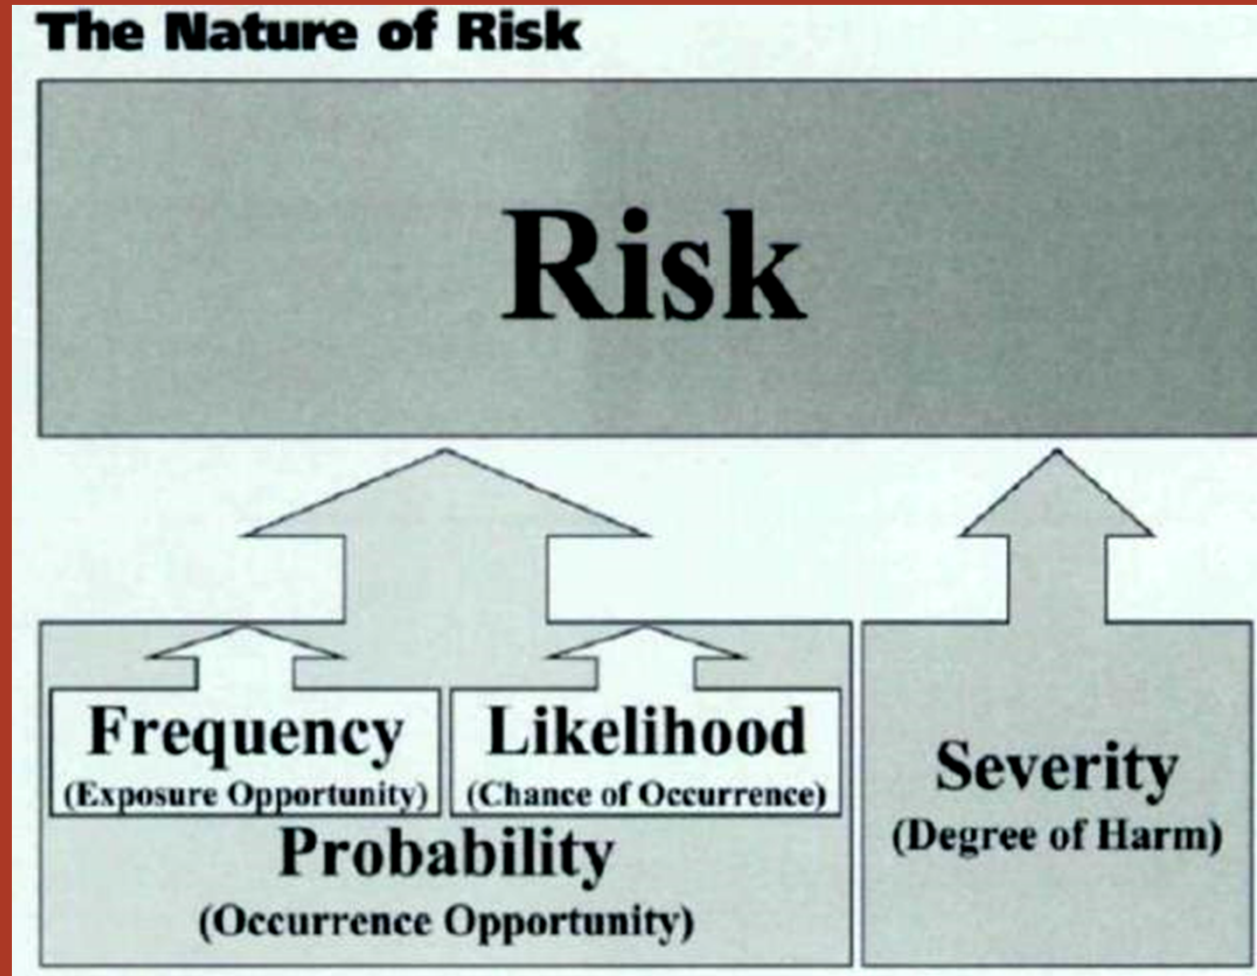 The Nature of Risk
Risk
Frequency
(Exposure Opportunity)
Likelihood
(Chance of Occurrence)
Probability
(Occurrence Opportunity)
Severity
(Degree of Harm)